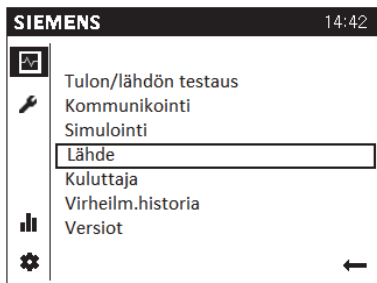 SIEMENS 14:42
Tulon/lähdön testaus
Kommunikointi
Simulointi
Lähde
Kuluttaja
Virheilm.historia
Versiot